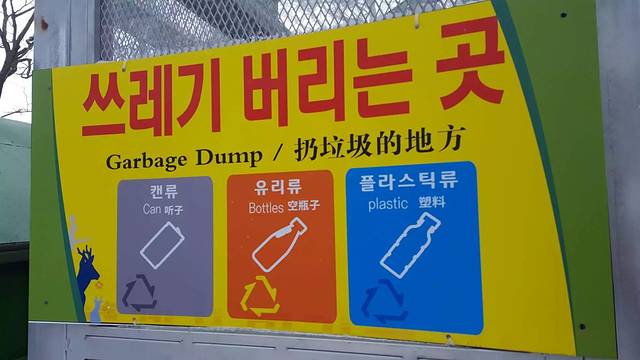 쓰레기 버리는 곳
Garbage Dump / 扔垃圾的地方
캔류
Can 听子
유리류
Bottles 空瓶子
플라스틱류
plastic 塑料